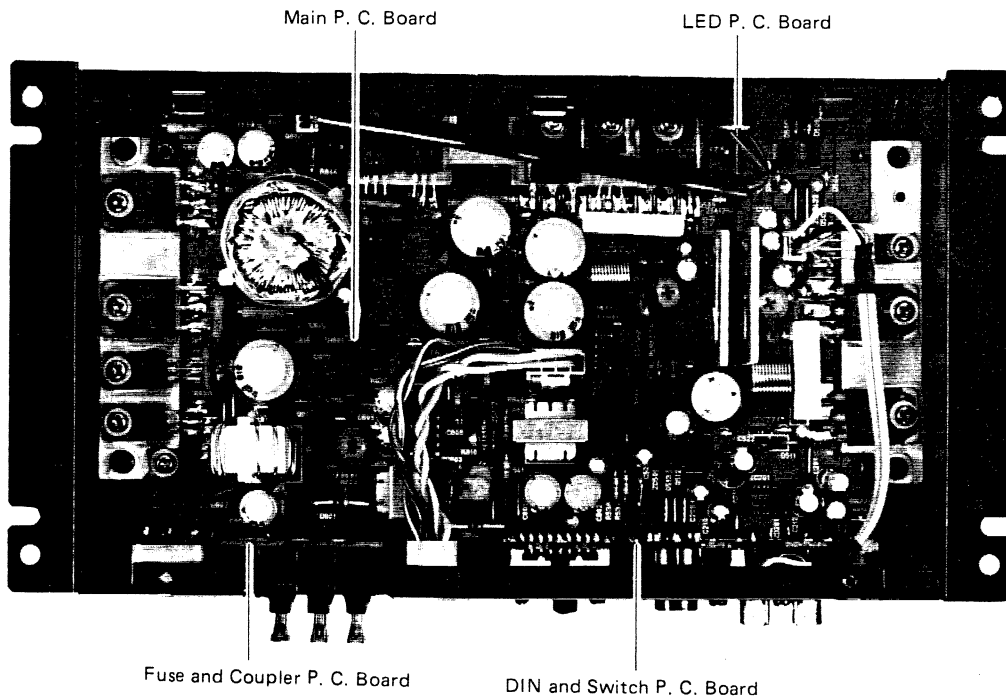 Main P. C. Board
LED P. C. Board
Fuse and Coupler P. C. Board
DIN and Switch P. C. Board